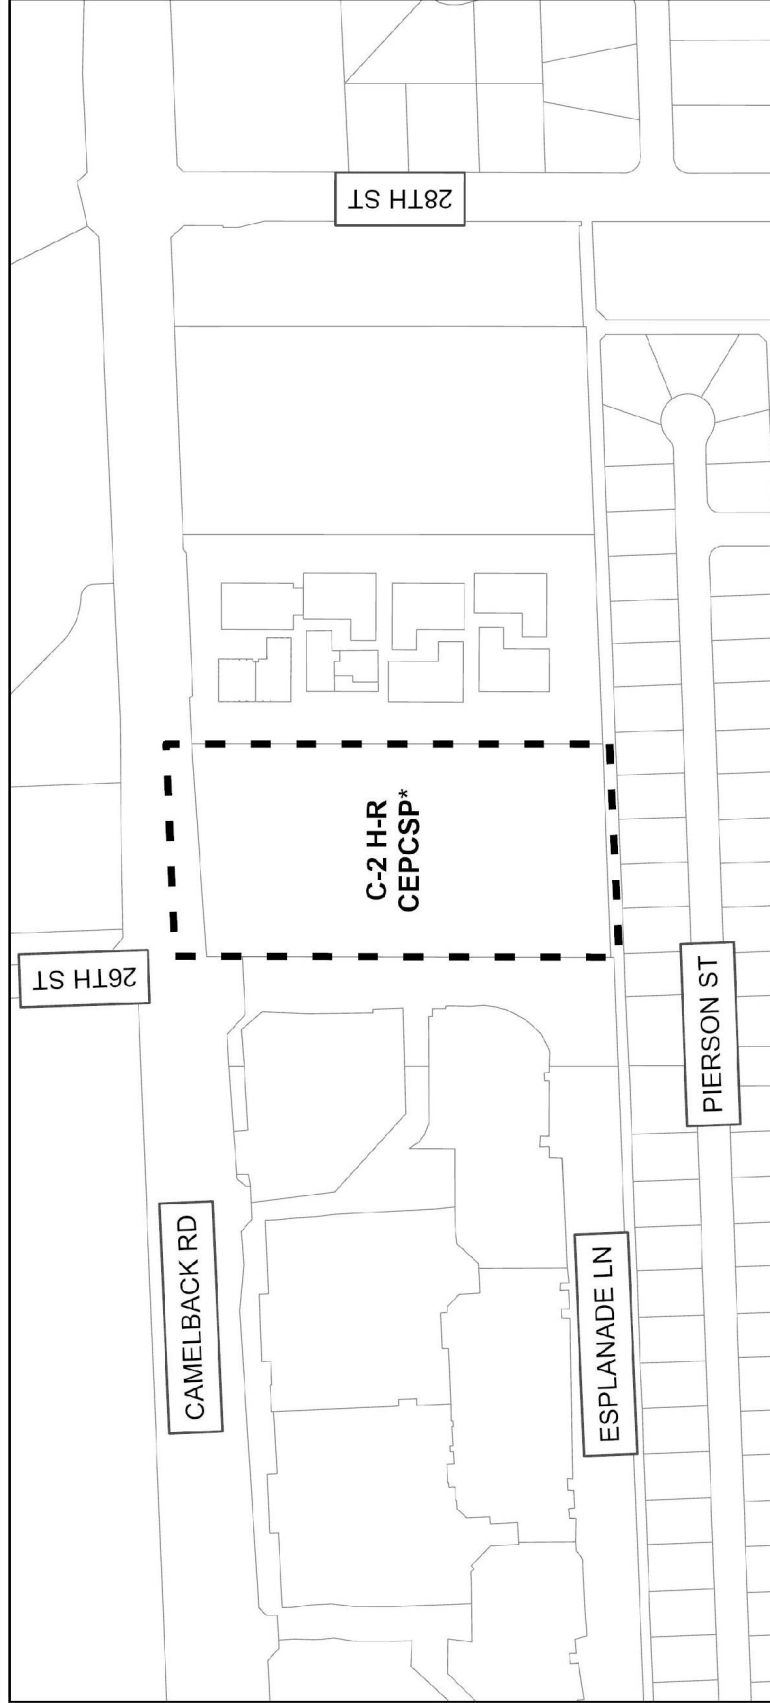 26TH ST
28TH ST
CAMELBACK RD
C-2 H-R
CEPCSP*
ESPLANADE LN
PIERSON ST